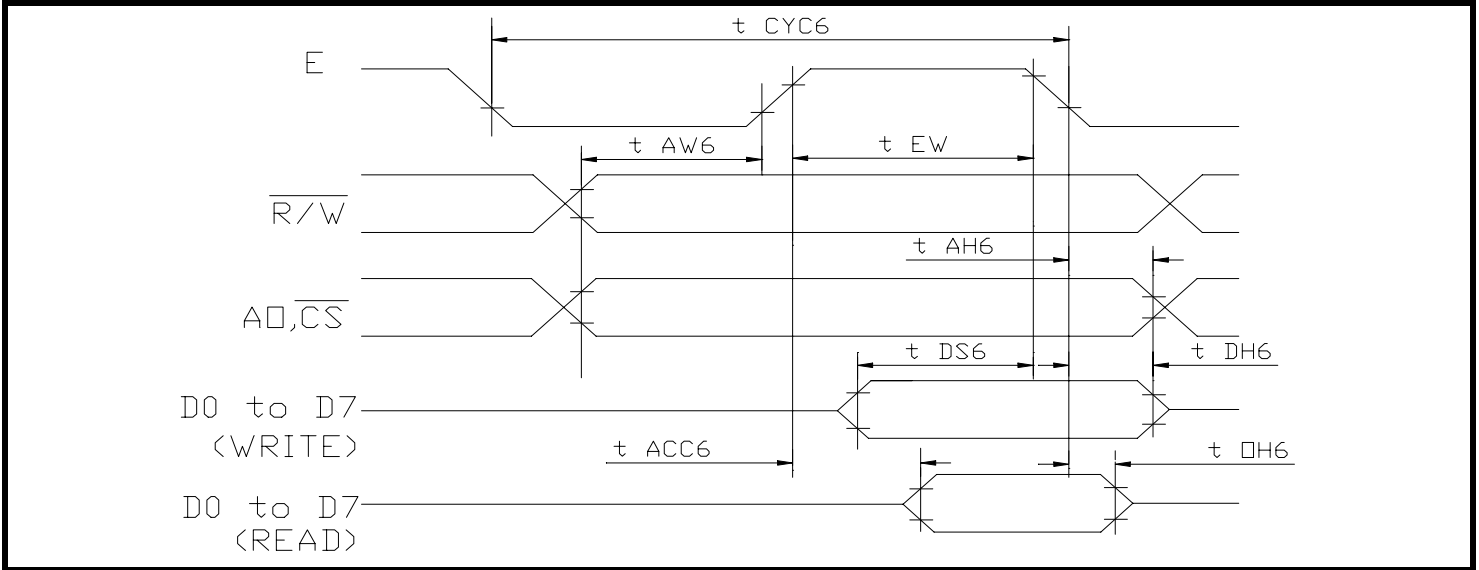 t CYC6
E
t AW6
t EW
R/W
t AH6
A0,CS
t DS6
t DH6
D0 to D7
(WRITE)
t ACC6
t OH6
D0 to D7
(READ)